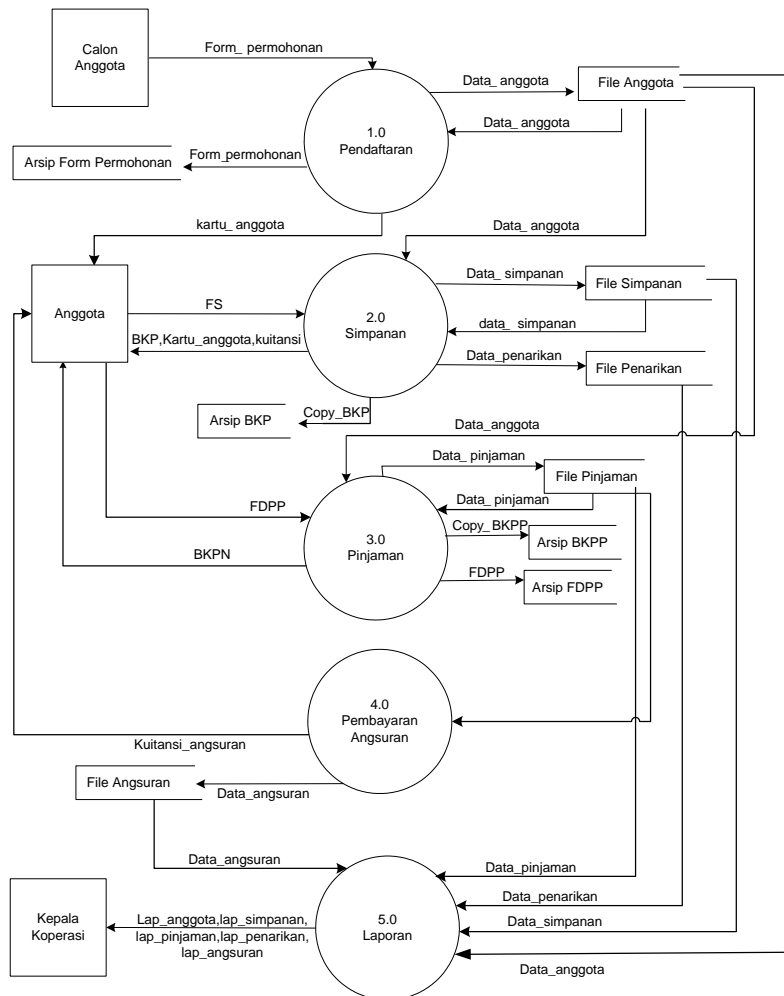 Calon
Anggota
Form_ permohonan
Data_ anggota
File Anggota
1.0
Pendaftaran
Data_ anggota
Arsip Form Permohonan
Form_permohonan
kartu_ anggota
Data_ anggota
Anggota
FS
2.0
Simpanan
Data_ simpanan
File Simpanan
data_ simpanan
BKP,Kartu_anggota,kuitansi
Data_penarikan
File Penarikan
Arsip BKP
Copy_BKP
Data_anggota
Data_ pinjaman
File Pinjaman
Data_ pinjaman
FDPP
3.0
Pinjaman
Copy_ BKPP
Arsip BKPP
BKPN
FDPP
Arsip FDPP
4.0
Pembayaran
Angsuran
Kuitansi_angsuran
File Angsuran
Data_angsuran
Data_angsuran
Data_pinjaman
Kepala
Koperasi
Lap_anggota,lap_simpanan,
lap_pinjaman,lap_penarikan,
lap_angsuran
5.0
Laporan
Data_penarikan
Data_simpanan
Data_anggota